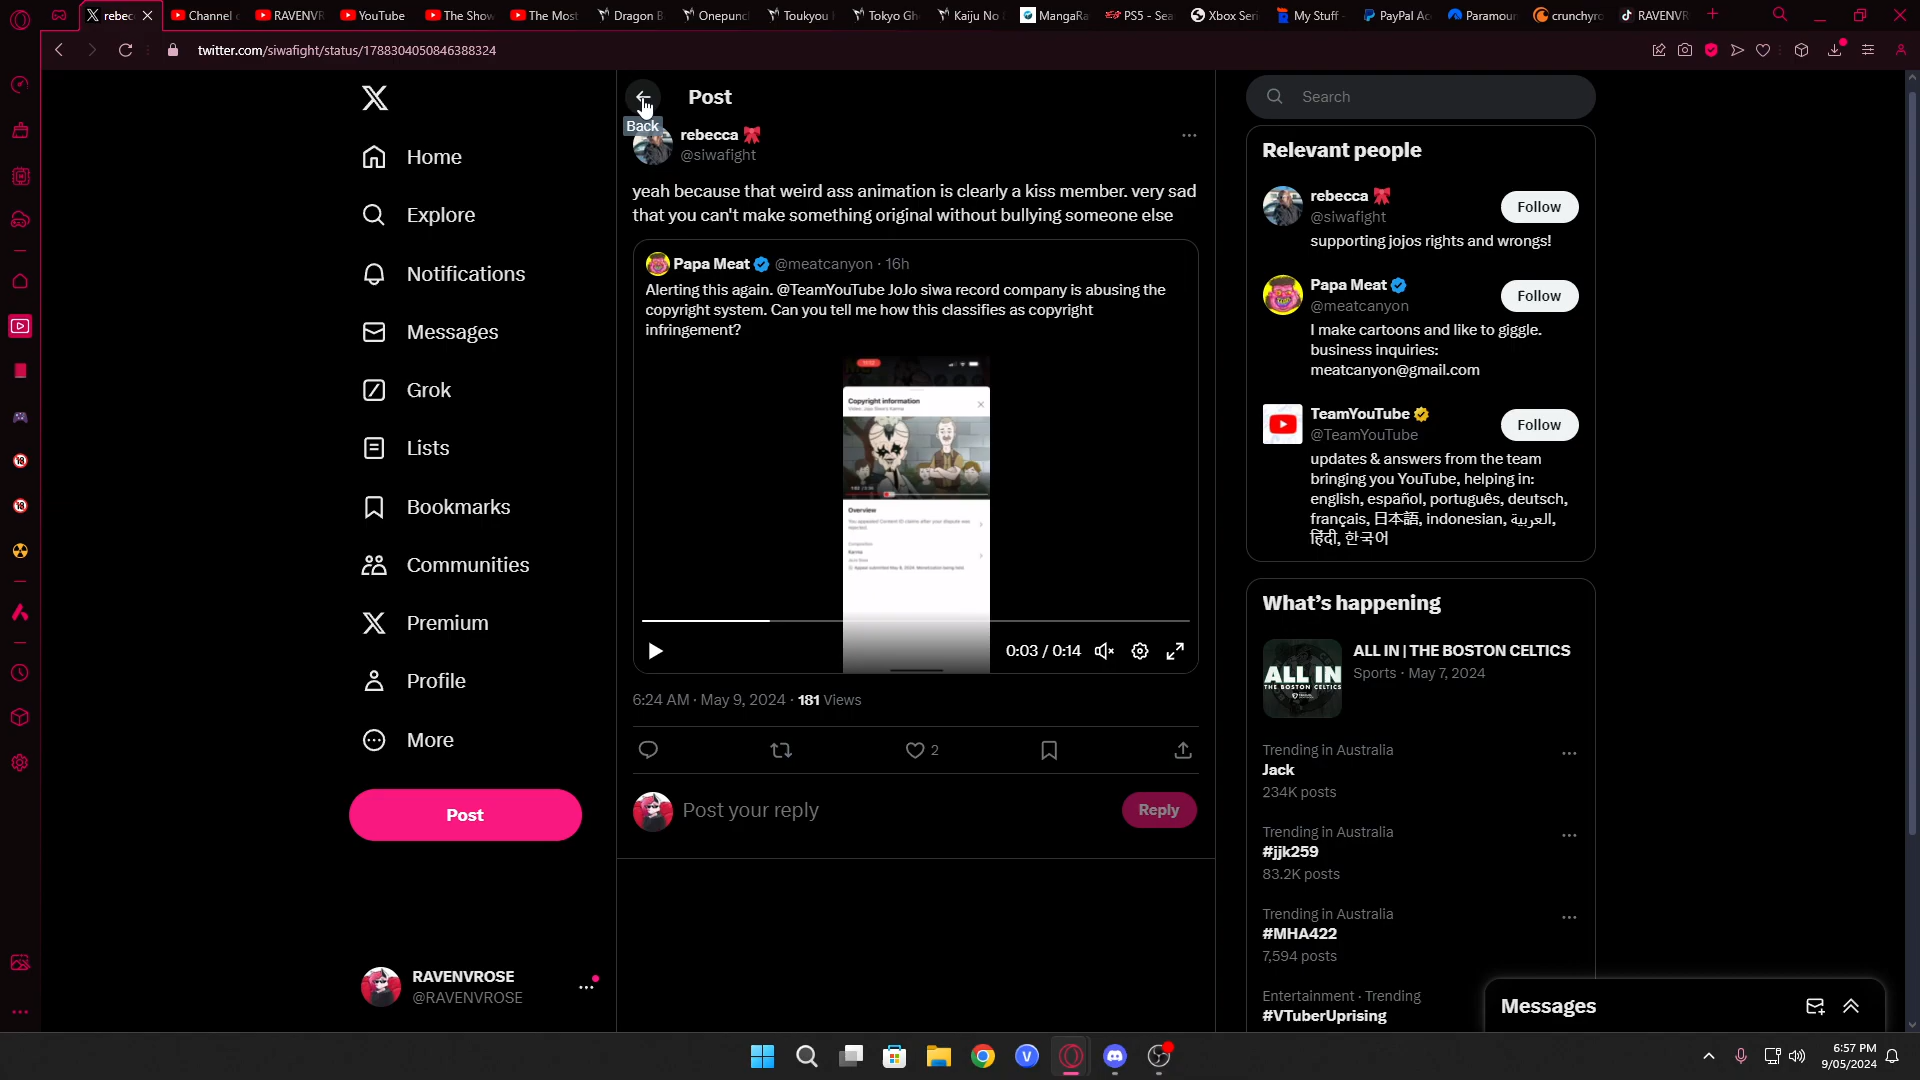 rebec
Channel
RAVENVR
YouTube
The Show
The Most
Dragon B
Onepunc
Toukyou
Tokyo Gh
Kaiju No
MangaRa
PS5 - Sea
Xbox Seri
My Stuff
PayPal Ac
Paramou
crunchyro
RAVENVR
twitter.com/siwafight/status/1788304050846388324
Home
Explore
Notifications
Messages
Grok
Lists
Bookmarks
Communities
Premium
Profile
More
Post
RAVENVROSE
@RAVENVROSE
Post
Back
rebecca
@siwafight
yeah because that weird ass animation is clearly a kiss member. very sad
that you can't make something original without bullying someone else
Papa Meat @meatcanyon · 16h
Alerting this again. @TeamYouTube JoJo siwa record company is abusing the
copyright system. Can you tell me how this classifies as copyright
infringement?
Copyright information
Overview
0:03 / 0:14
6:24 AM · May 9, 2024 · 181 Views
2
Post your reply
Reply
Search
Relevant people
rebecca
@siwafight
Follow
supporting jojos rights and wrongs!
Papa Meat
@meatcanyon
Follow
I make cartoons and like to giggle.
business inquiries:
meatcanyon@gmail.com
TeamYouTube
@TeamYouTube
Follow
updates & answers from the team
bringing you YouTube, helping in:
english, español, português, deutsch,
français, 日本語, indonesian, العربية,
हिंदी, 한국어
What's happening
ALL IN
THE BOSTON CELTICS
ALL IN | THE BOSTON CELTICS
Sports · May 7, 2024
Trending in Australia
Jack
234K posts
Trending in Australia
#jjk259
83.2K posts
Trending in Australia
#MHA422
7,594 posts
Entertainment · Trending
#VTuberUprising
Messages
6:57 PM
9/05/2024